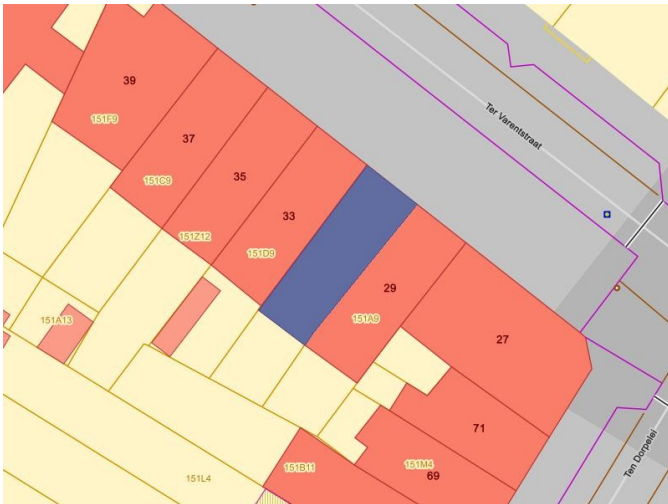 39
151F9
37
151C9
35
151Z12
33
151D9
29
151A9
27
71
151M4
69
151B11
151L4
151A13
Ter Varentstraat
Ten Dorpelei